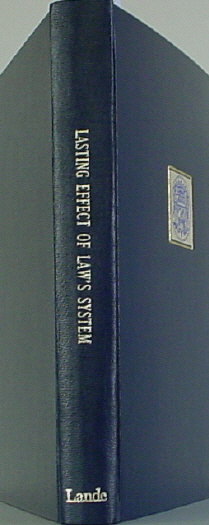 LASTING EFFECT OF LAW'S SYSTEM
Lande